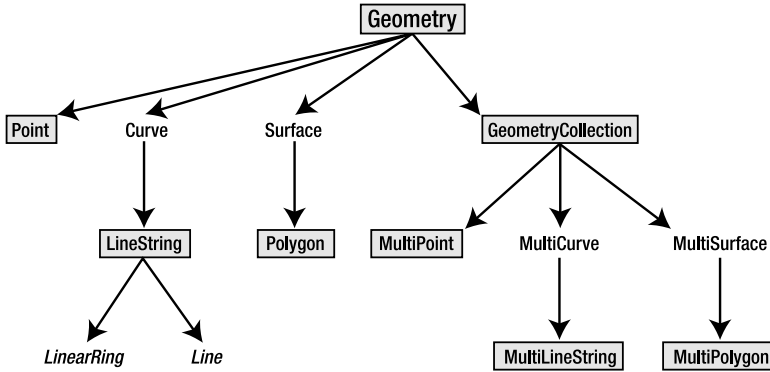 Geometry
Point
Curve
Surface
GeometryCollection
LineString
Polygon
MultiPoint
MultiCurve
MultiSurface
LinearRing
Line
MultiLineString
MultiPolygon